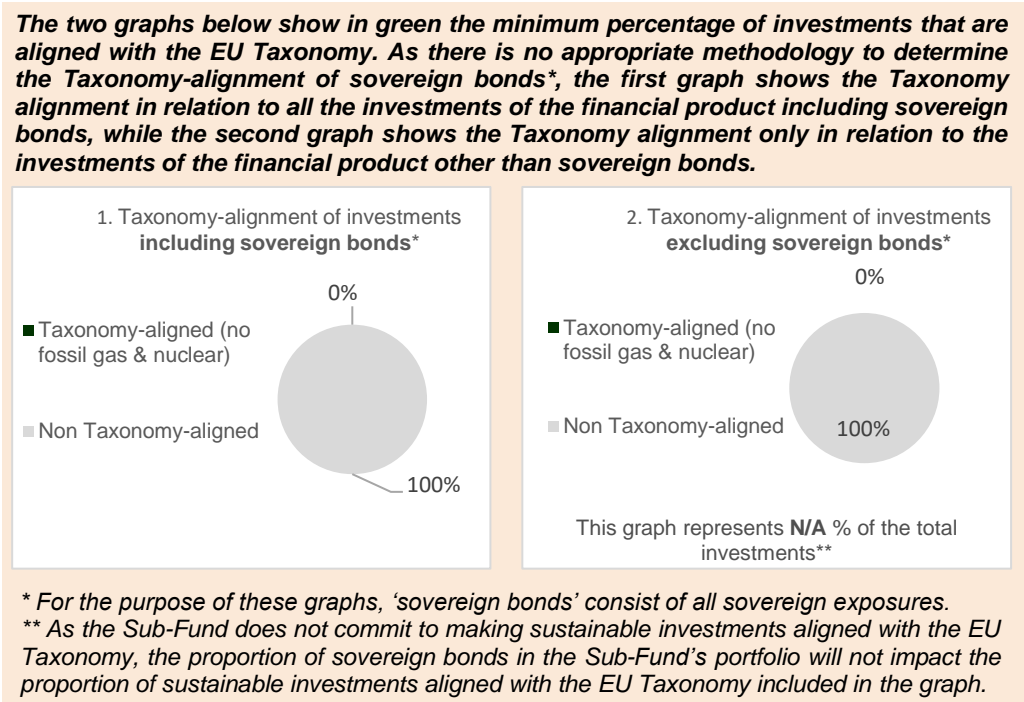 The two graphs below show in green the minimum percentage of investments that are
aligned with the EU Taxonomy. As there is no appropriate methodology to determine
the Taxonomy-alignment of sovereign bonds*, the first graph shows the Taxonomy
alignment in relation to all the investments of the financial product including sovereign
bonds, while the second graph shows the Taxonomy alignment only in relation to the
investments of the financial product other than sovereign bonds.
1. Taxonomy-alignment of investments
including sovereign bonds*
0%
Taxonomy-aligned (no
fossil gas & nuclear)
Non Taxonomy-aligned
100%
2. Taxonomy-alignment of investments
excluding sovereign bonds*
0%
Taxonomy-aligned (no
fossil gas & nuclear)
Non Taxonomy-aligned
100%
This graph represents N/A % of the total
investments**
* For the purpose of these graphs, ‘sovereign bonds’ consist of all sovereign exposures.
** As the Sub-Fund does not commit to making sustainable investments aligned with the EU
Taxonomy, the proportion of sovereign bonds in the Sub-Fund’s portfolio will not impact the
proportion of sustainable investments aligned with the EU Taxonomy included in the graph.